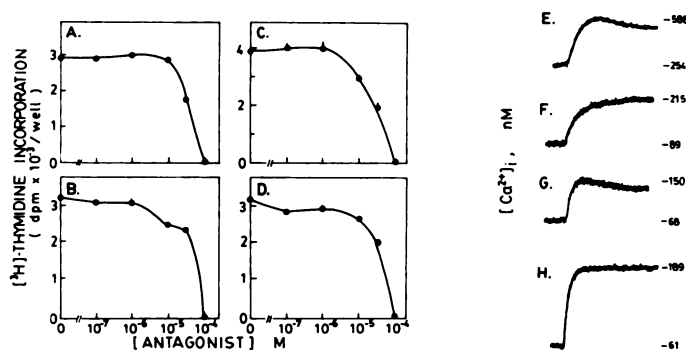 A.
C.
[³H]-THYMIDINE INCORPORATION
( dpm x 10⁻³/ well )
3
2
1
0
4
2
0
B.
D.
3
2
1
0
3
2
1
0
0 10⁻⁷ 10⁻⁶ 10⁻⁵ 10⁻⁴
0 10⁻⁷ 10⁻⁶ 10⁻⁵ 10⁻⁴
[ANTAGONIST] M
[Ca²⁺]i, nM
E.
-254
F.
-215
-89
G.
-150
-68
H.
-189
-61